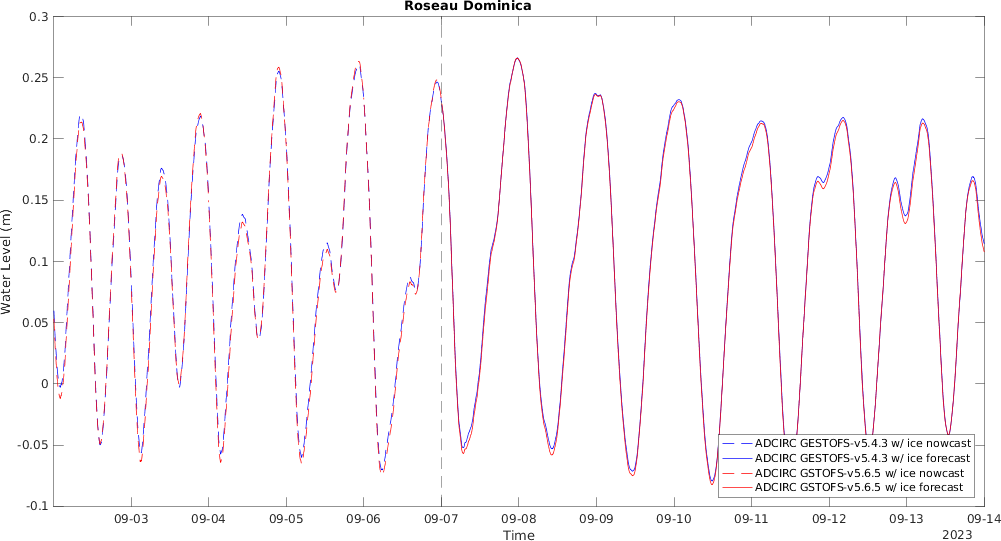 Roseau Dominica
0.3
0.25
0.2
0.15
0.1
0.05
0
-0.05
-0.1
Water Level (m)
ADCIRC GESTOFS-v5.4.3 w/ ice nowcast
ADCIRC GESTOFS-v5.4.3 w/ ice forecast
ADCIRC GSTOFS-v5.6.5 w/ ice nowcast
ADCIRC GSTOFS-v5.6.5 w/ ice forecast
09-03 09-04 09-05 09-06 09-07 09-08 09-09 09-10 09-11 09-12 09-13 09-14
Time
2023